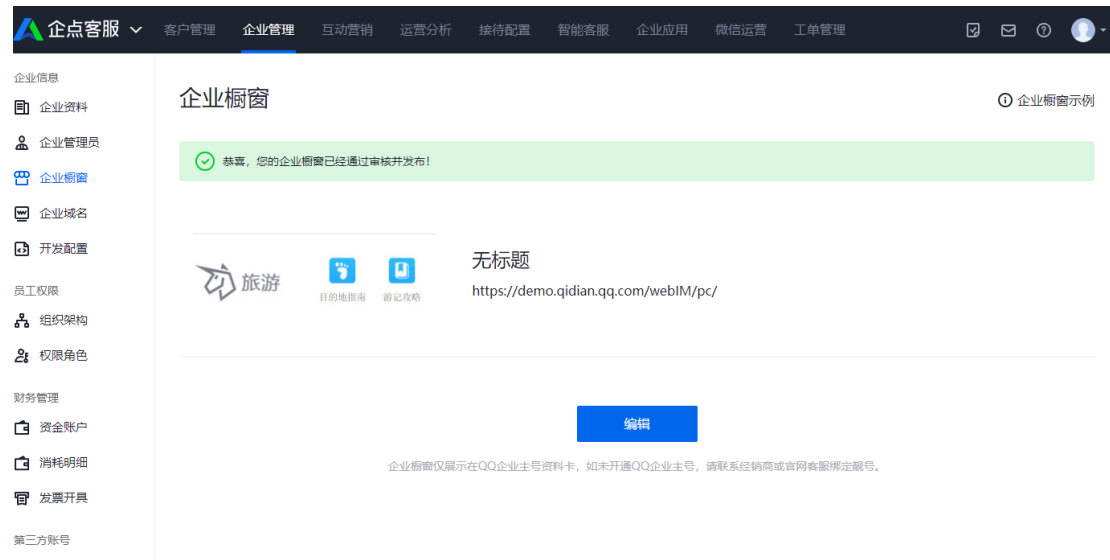 企点客服
客户管理 企业管理 互动营销 运营分析 接待配置 智能客服 企业应用 微信运营 工单管理
企业信息
企业资料
企业管理员
企业橱窗
企业域名
开发配置
员工权限
组织架构
权限角色
财务管理
资金账户
消耗明细
发票开具
第三方账号
企业橱窗
企业橱窗示例
恭喜，您的企业橱窗已经通过审核并发布！
旅游
目的地指南
游记攻略
无标题
https://demo.qidian.qq.com/webIM/pc/
编辑
企业橱窗仅展示在QQ企业主号资料卡，如未开通QQ企业主号，请联系经销商或官网客服绑定靓号。